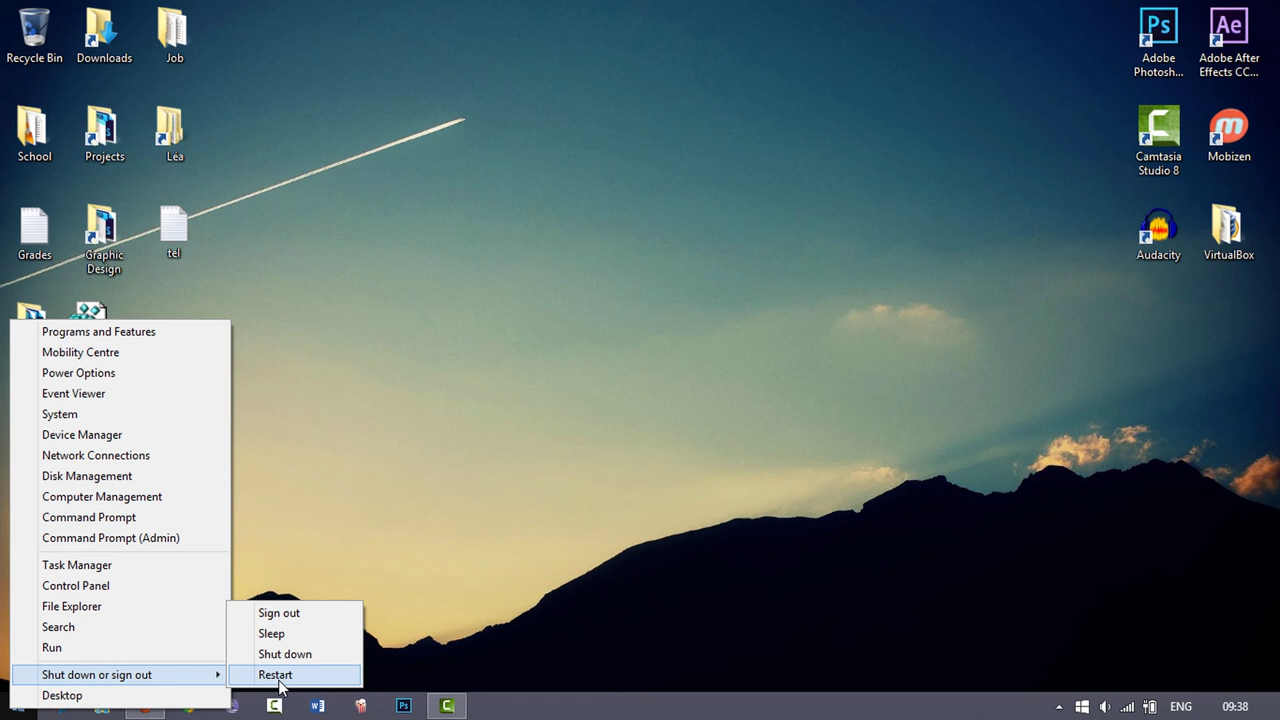 Recycle Bin
Downloads
Job
School
Projects
Léa
Grades
Graphic
Design
tel
Ps
Adobe
Photosh...
Ae
Adobe After
Effects CC...
Camtasia
Studio 8
Mobizen
Audacity
VirtualBox
Programs and Features
Mobility Centre
Power Options
Event Viewer
System
Device Manager
Network Connections
Disk Management
Computer Management
Command Prompt
Command Prompt (Admin)
Task Manager
Control Panel
File Explorer
Search
Run
Shut down or sign out
Desktop
Sign out
Sleep
Shut down
Restart
Ps
ENG
09:38